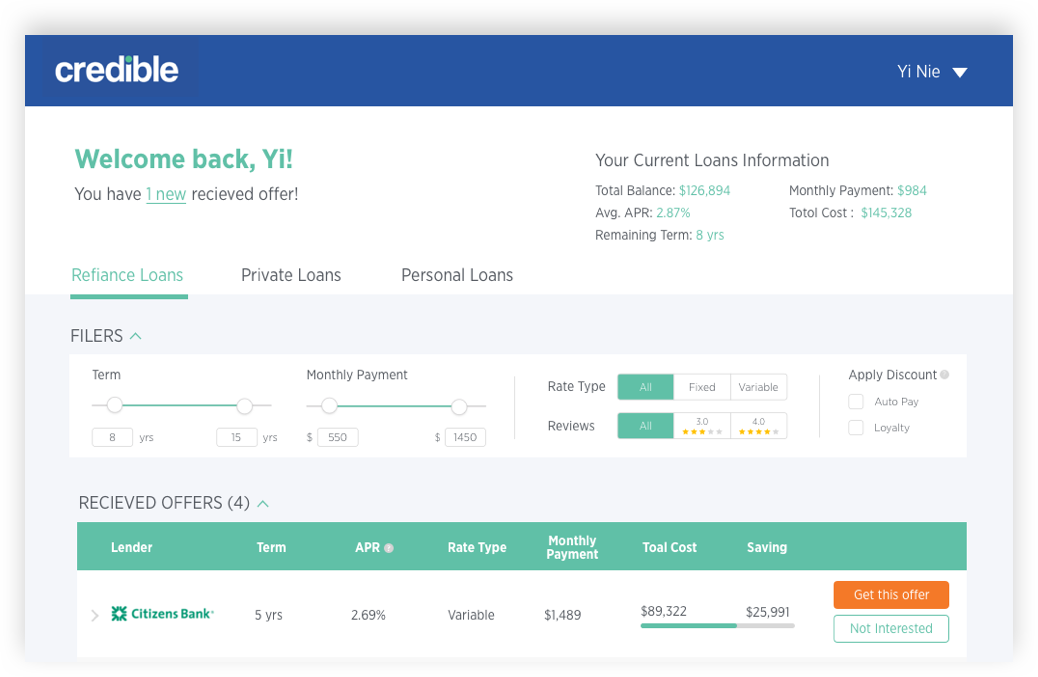 credible
Yi Nie
Welcome back, Yi!
You have 1 new recieved offer!
Your Current Loans Information
Total Balance: $126,894
Monthly Payment: $984
Avg. APR: 2.87%
Totol Cost : $145,328
Remaining Term: 8 yrs
Refiance Loans
Private Loans
Personal Loans
FILERS
Term
8 yrs
15 yrs
Monthly Payment
$ 550
$ 1450
Rate Type All Fixed Variable
Reviews All 3.0 4.0
Apply Discount
Auto Pay
Loyalty
RECIEVED OFFERS (4)
Lender Term APR Rate Type Monthly Payment Toal Cost Saving
Citizens Bank 5 yrs 2.69% Variable $1,489 $89,322 $25,991
Get this offer
Not Interested